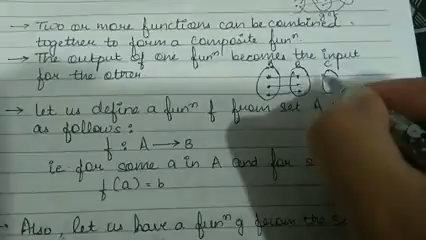 → Two or more functions can be combined
together to form a composite funⁿ.
→ The output of one funⁿ becomes the input
for the other
A B C
→ Let us define a funⁿ f from set A
as follows:
f : A → B
ie for some a in A and for s
f(a) = b
→ Also, let us have a funⁿ g from the se